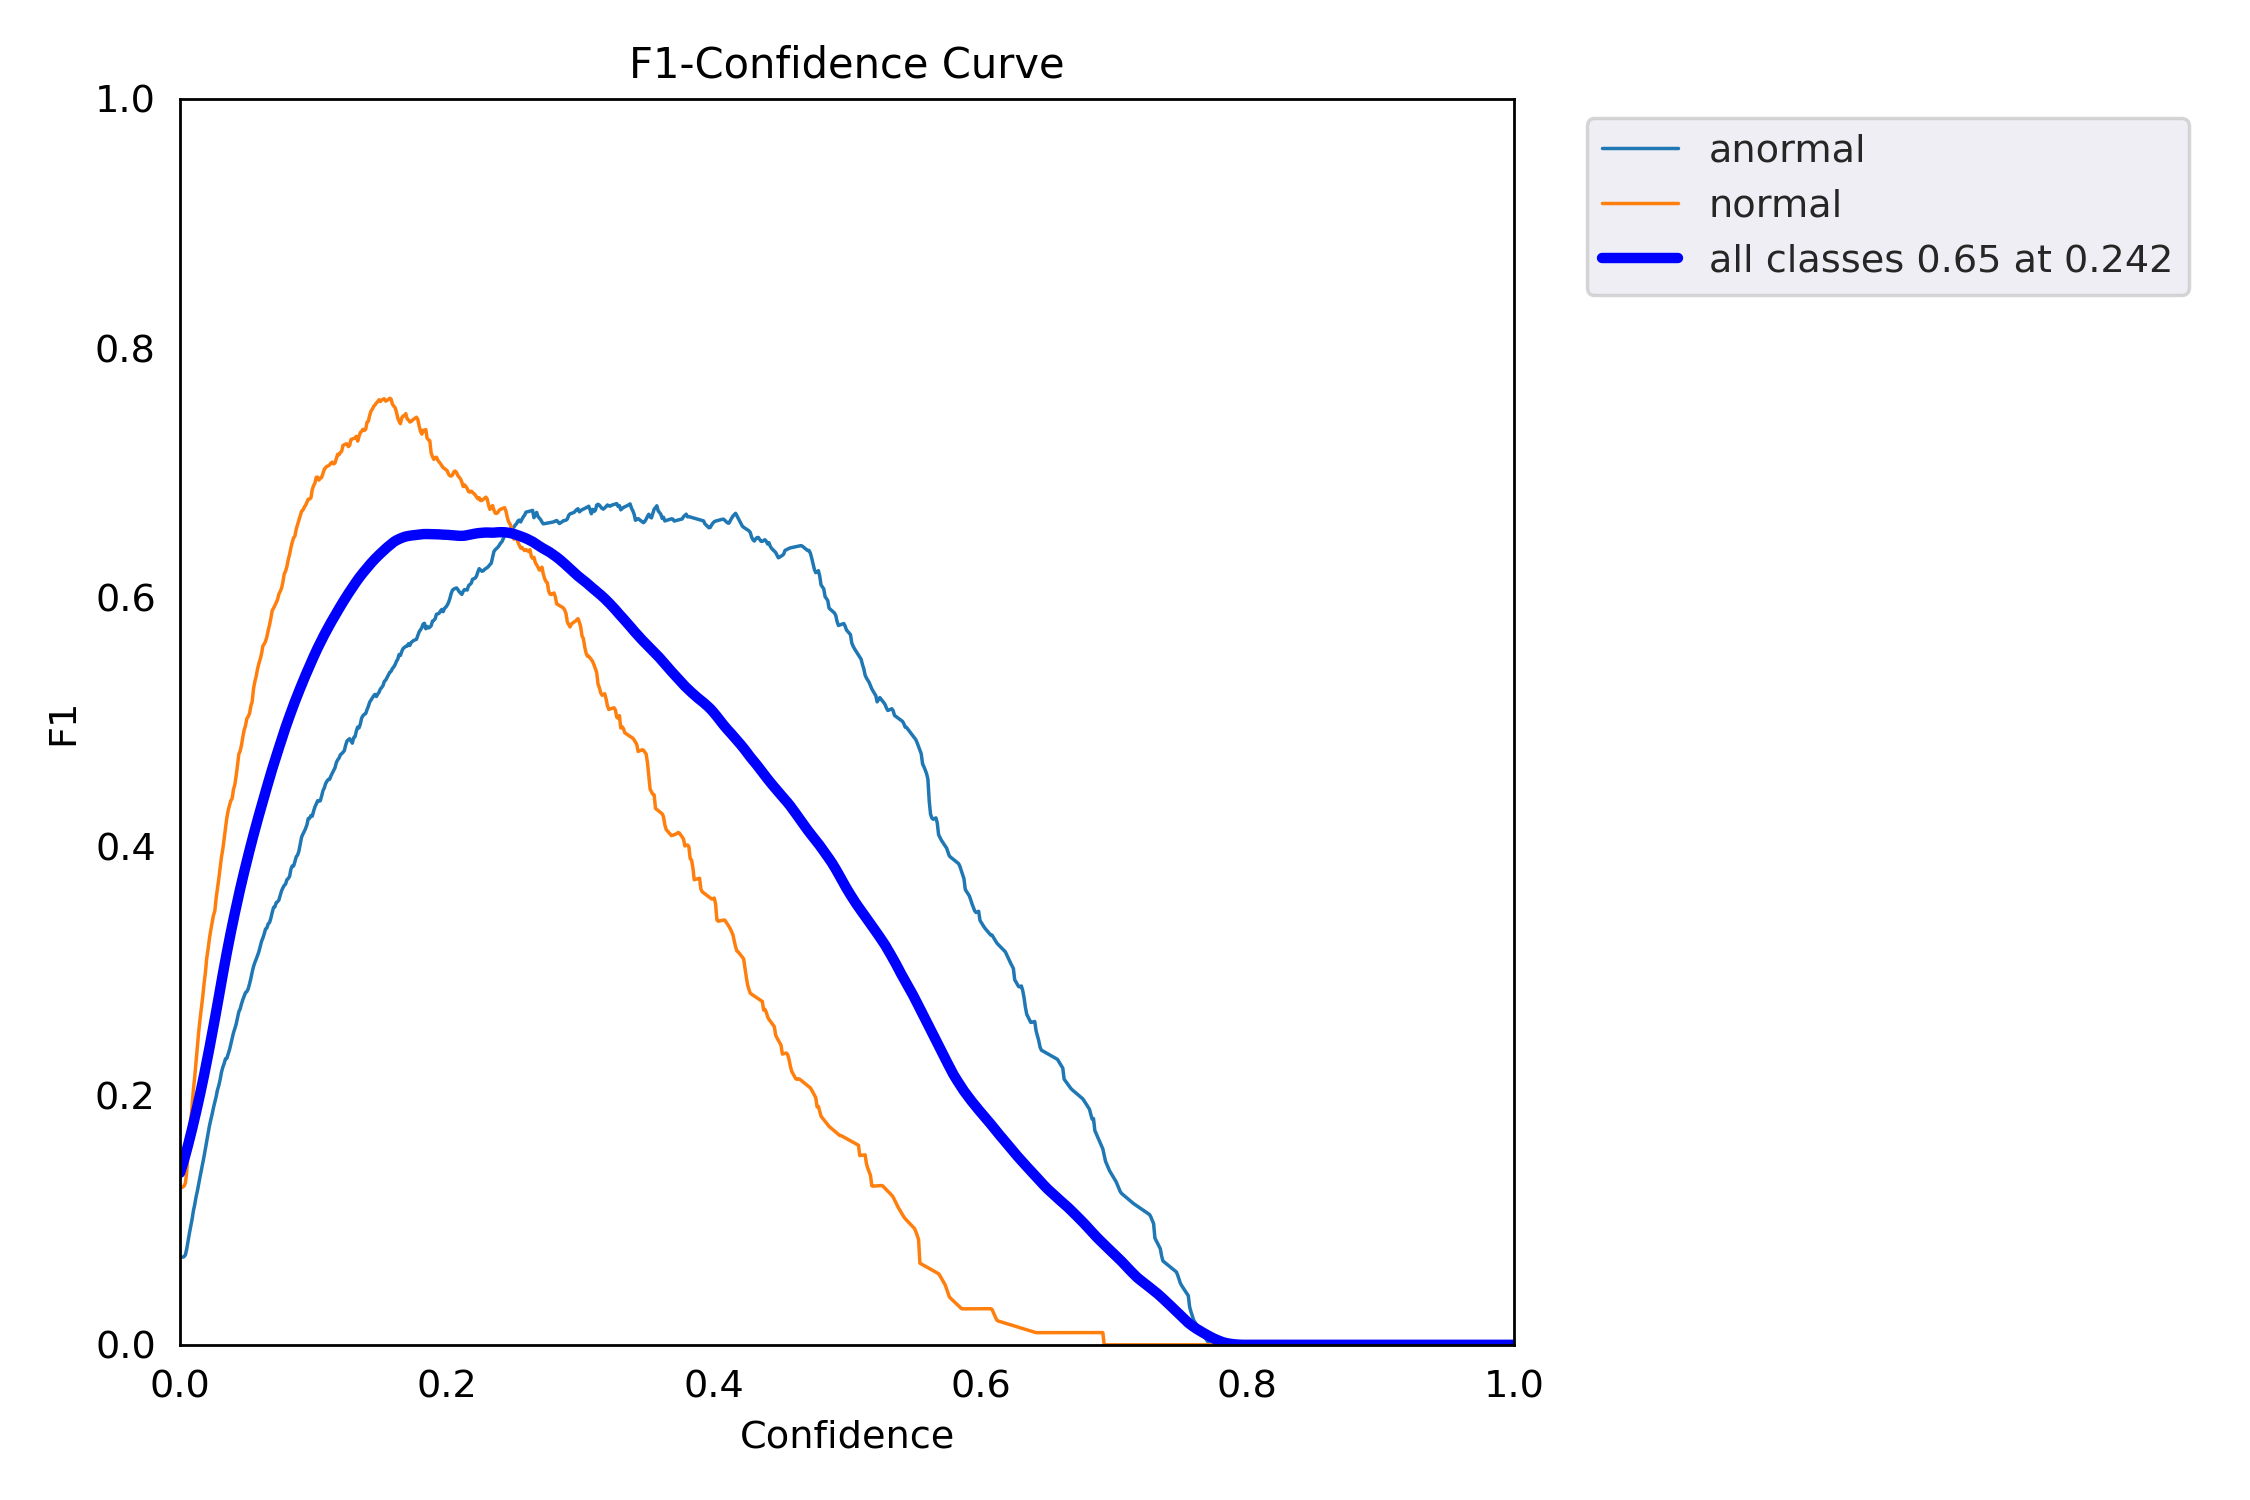 F1-Confidence Curve
1.0
0.8
0.6
0.4
0.2
0.0
F1
0.0 0.2 0.4 0.6 0.8 1.0
Confidence
anormal
normal
all classes 0.65 at 0.242